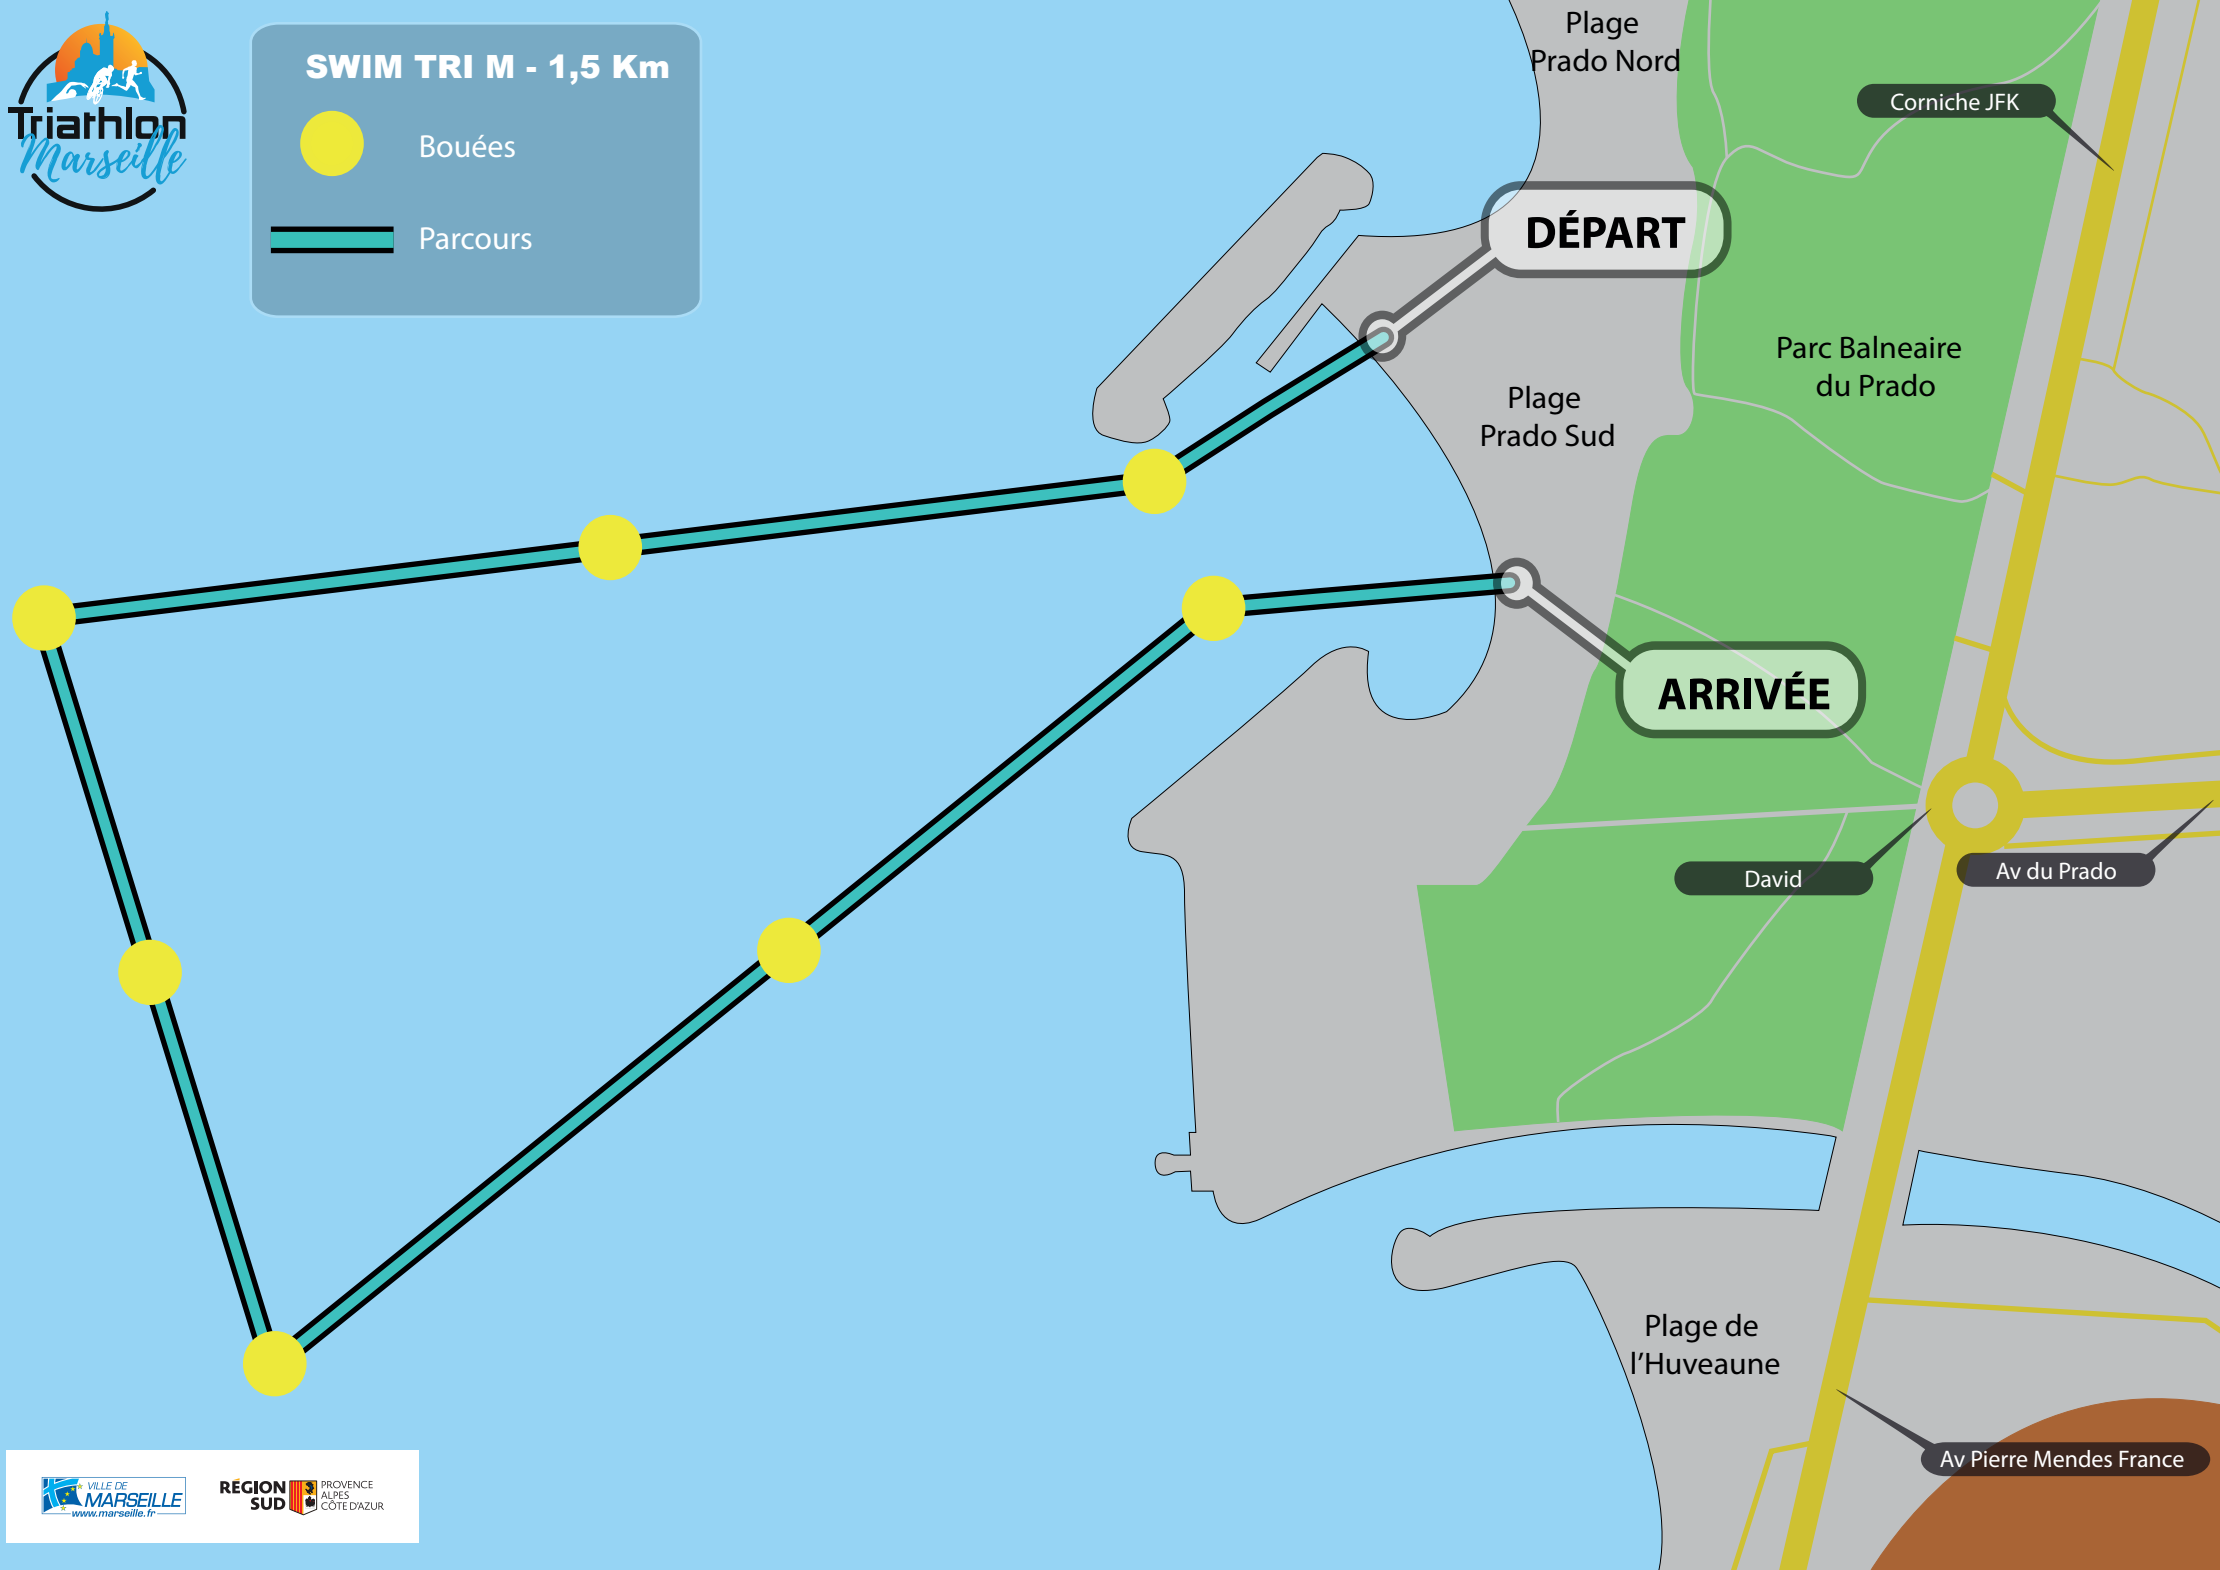 Triathlon
Marseille
SWIM TRI M - 1,5 Km
Bouées
Parcours
Plage
Prado Nord
Corniche JFK
DÉPART
Parc Balneaire
du Prado
Plage
Prado Sud
ARRIVÉE
David
Av du Prado
Plage de
l'Huveaune
Av Pierre Mendes France
VILLE DE
MARSEILLE
www.marseille.fr
RÉGION
SUD
PROVENCE
ALPES
CÔTE D'AZUR